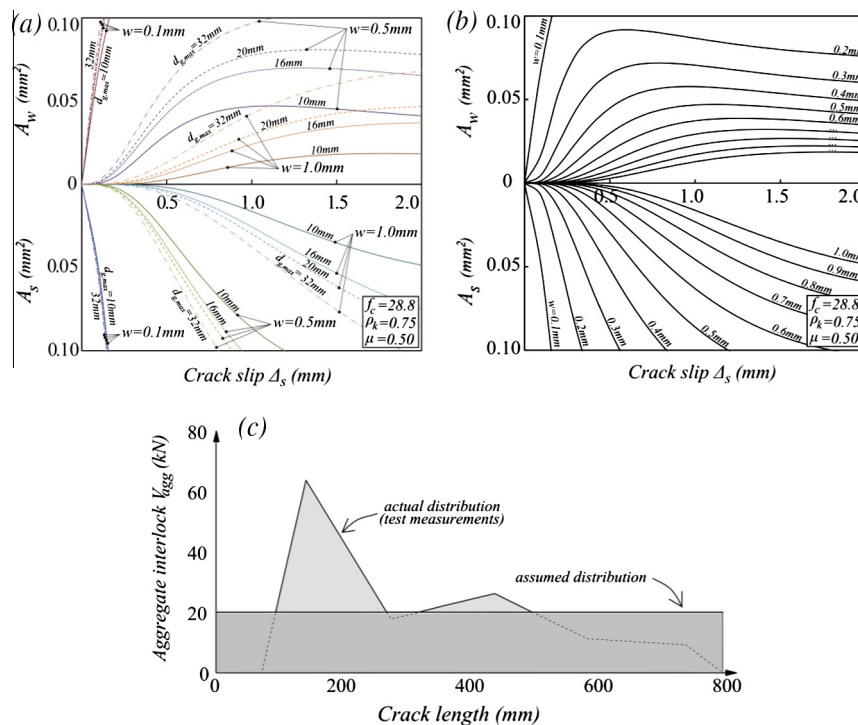 (a)
0.10
0.05
0
0.05
0.10
A_w (mm²)
A_s (mm²)
32mm
d_g,max=10mm
w=0.1mm
d_g,max=32mm
20mm
16mm
10mm
w=0.5mm
d_g,max=32mm
20mm
16mm
10mm
w=1.0mm
0.5
1.0
1.5
2.0
10mm
16mm
20mm
d_g,max=32mm
w=1.0mm
10mm
16mm
d_g,max=32mm
w=0.5mm
d_g,max=10mm
32mm
w=0.1mm
f_c=28.8
ρ_k=0.75
μ=0.50
Crack slip Δ_s (mm)
(b)
0.10
0.05
0
0.05
0.10
A_w (mm²)
A_s (mm²)
w=0.1mm
0.2mm
0.3mm
0.4mm
0.5mm
0.6mm
...
...
...
0.5
1.0
1.5
2.0
1.0mm
0.9mm
0.8mm
0.7mm
0.6mm
0.5mm
0.4mm
0.3mm
0.2mm
w=0.1mm
f_c=28.8
ρ_k=0.75
μ=0.50
Crack slip Δ_s (mm)
(c)
Aggregate interlock V_agg (kN)
80
60
40
20
0
actual distribution
(test measurements)
assumed distribution
200
400
600
800
Crack length (mm)